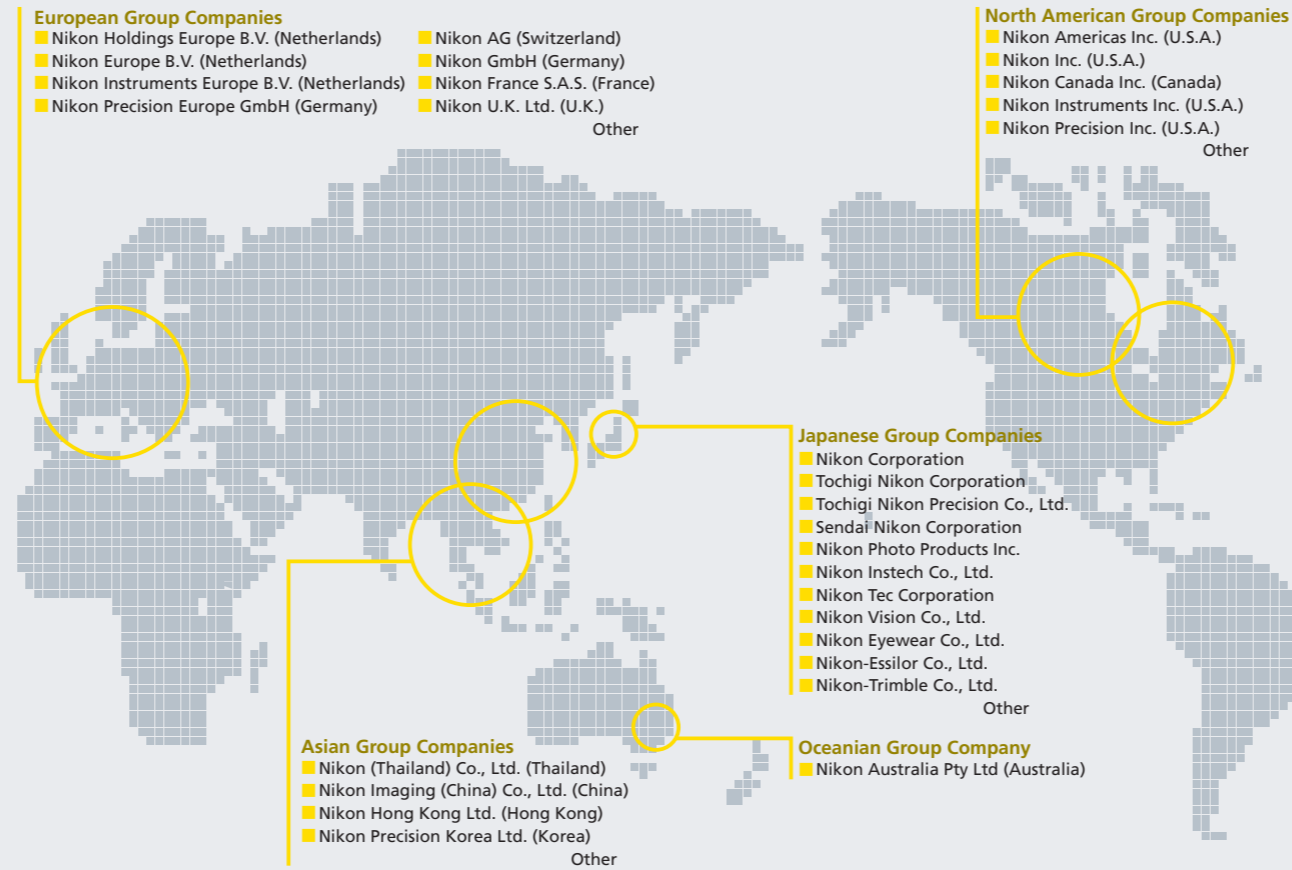 European Group Companies
Nikon Holdings Europe B.V. (Netherlands)
Nikon Europe B.V. (Netherlands)
Nikon Instruments Europe B.V. (Netherlands)
Nikon Precision Europe GmbH (Germany)
Nikon AG (Switzerland)
Nikon GmbH (Germany)
Nikon France S.A.S. (France)
Nikon U.K. Ltd. (U.K.)
Other
North American Group Companies
Nikon Americas Inc. (U.S.A.)
Nikon Inc. (U.S.A.)
Nikon Canada Inc. (Canada)
Nikon Instruments Inc. (U.S.A.)
Nikon Precision Inc. (U.S.A.)
Other
Japanese Group Companies
Nikon Corporation
Tochigi Nikon Corporation
Tochigi Nikon Precision Co., Ltd.
Sendai Nikon Corporation
Nikon Photo Products Inc.
Nikon Instech Co., Ltd.
Nikon Tec Corporation
Nikon Vision Co., Ltd.
Nikon Eyewear Co., Ltd.
Nikon-Essilor Co., Ltd.
Nikon-Trimble Co., Ltd.
Other
Asian Group Companies
Nikon (Thailand) Co., Ltd. (Thailand)
Nikon Imaging (China) Co., Ltd. (China)
Nikon Hong Kong Ltd. (Hong Kong)
Nikon Precision Korea Ltd. (Korea)
Other
Oceanian Group Company
Nikon Australia Pty Ltd (Australia)